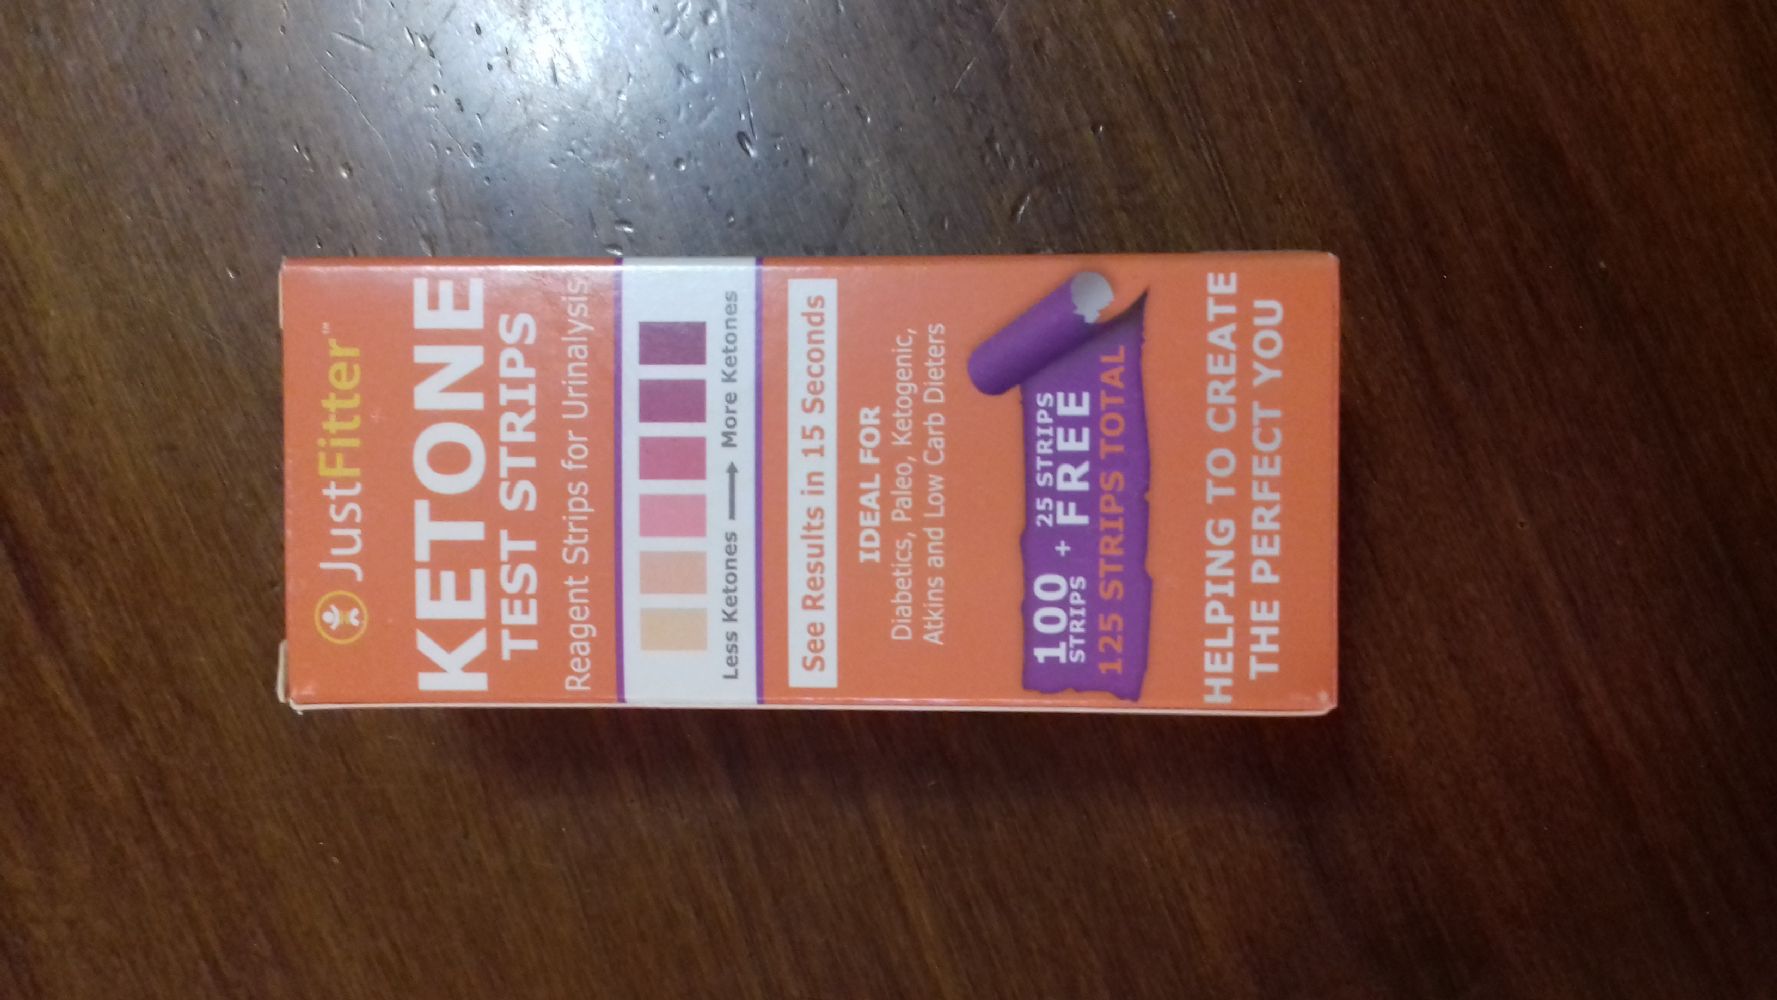 JustFitter™
KETONE
TEST STRIPS
Reagent Strips for Urinalysis
Less Ketones → More Ketones
See Results in 15 Seconds
IDEAL FOR
Diabetics, Paleo, Ketogenic,
Atkins and Low Carb Dieters
100 STRIPS + 25 STRIPS FREE
125 STRIPS TOTAL
HELPING TO CREATE
THE PERFECT YOU